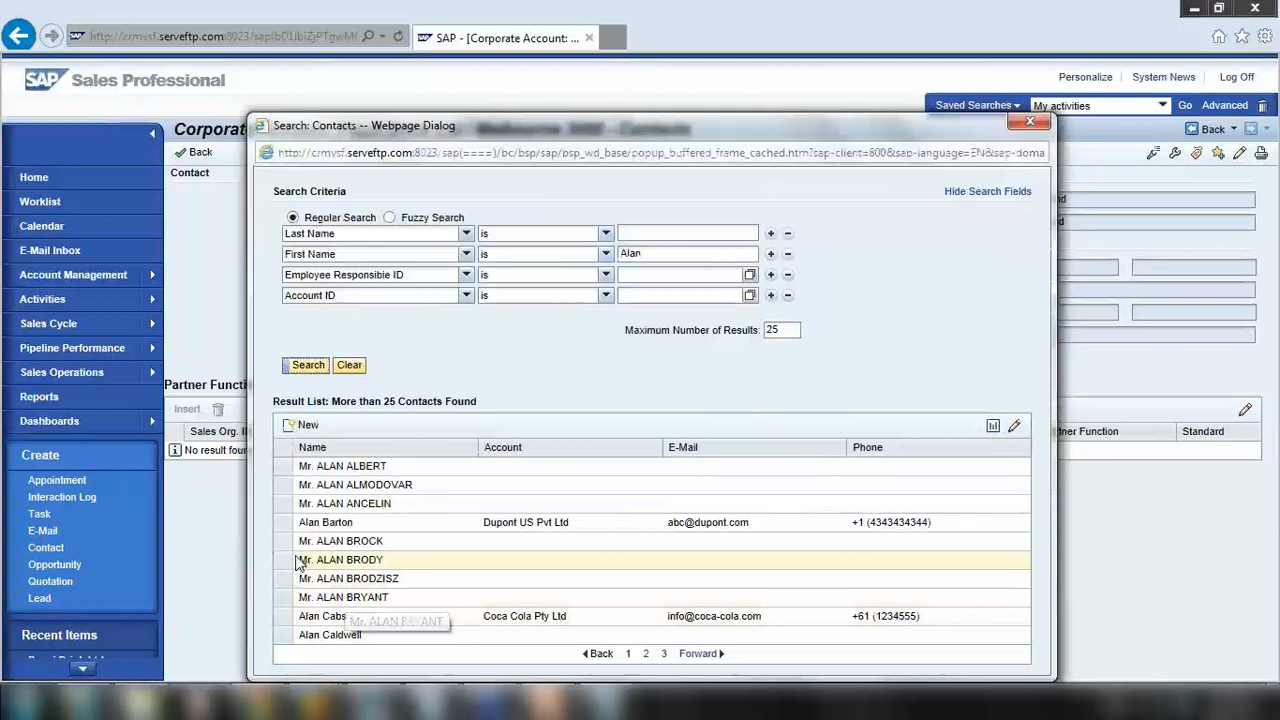 http://crmvsf.serveftp.com:8023/sap(bD1lbiZjPTgwM
SAP - [Corporate Account: ...
SAP Sales Professional
Personalize System News Log Off
Saved Searches My activities Go Advanced
Corporat
Back
Back
Contact
Search: Contacts -- Webpage Dialog
http://crmvsf.serveftp.com:8023/sap(====)/bc/bsp/sap/bsp_wd_base/popup_buffered_frame_cached.htm?sap-client=800&sap-language=EN&sap-doma
Home
Worklist
Calendar
E-Mail Inbox
Account Management
Activities
Sales Cycle
Pipeline Performance
Sales Operations
Reports
Dashboards
Create
Appointment
Interaction Log
Task
E-Mail
Contact
Opportunity
Quotation
Lead
Recent Items
Search Criteria
Hide Search Fields
Regular Search Fuzzy Search
Last Name is
First Name is Alan
Employee Responsible ID is
Account ID is
Maximum Number of Results: 25
Search Clear
Result List: More than 25 Contacts Found
New
Name Account E-Mail Phone
Mr. ALAN ALBERT
Mr. ALAN ALMODOVAR
Mr. ALAN ANCELIN
Alan Barton Dupont US Pvt Ltd abc@dupont.com +1 (4343434344)
Mr. ALAN BROCK
Mr. ALAN BRODY
Mr. ALAN BRODZISZ
Mr. ALAN BRYANT
Alan Cabs Coca Cola Pty Ltd info@coca-cola.com +61 (1234555)
Mr. ALAN BRYANT
Alan Caldwell
Back 1 2 3 Forward
Partner Functi
Insert
Sales Org. I
No result foun
rtner Function Standard